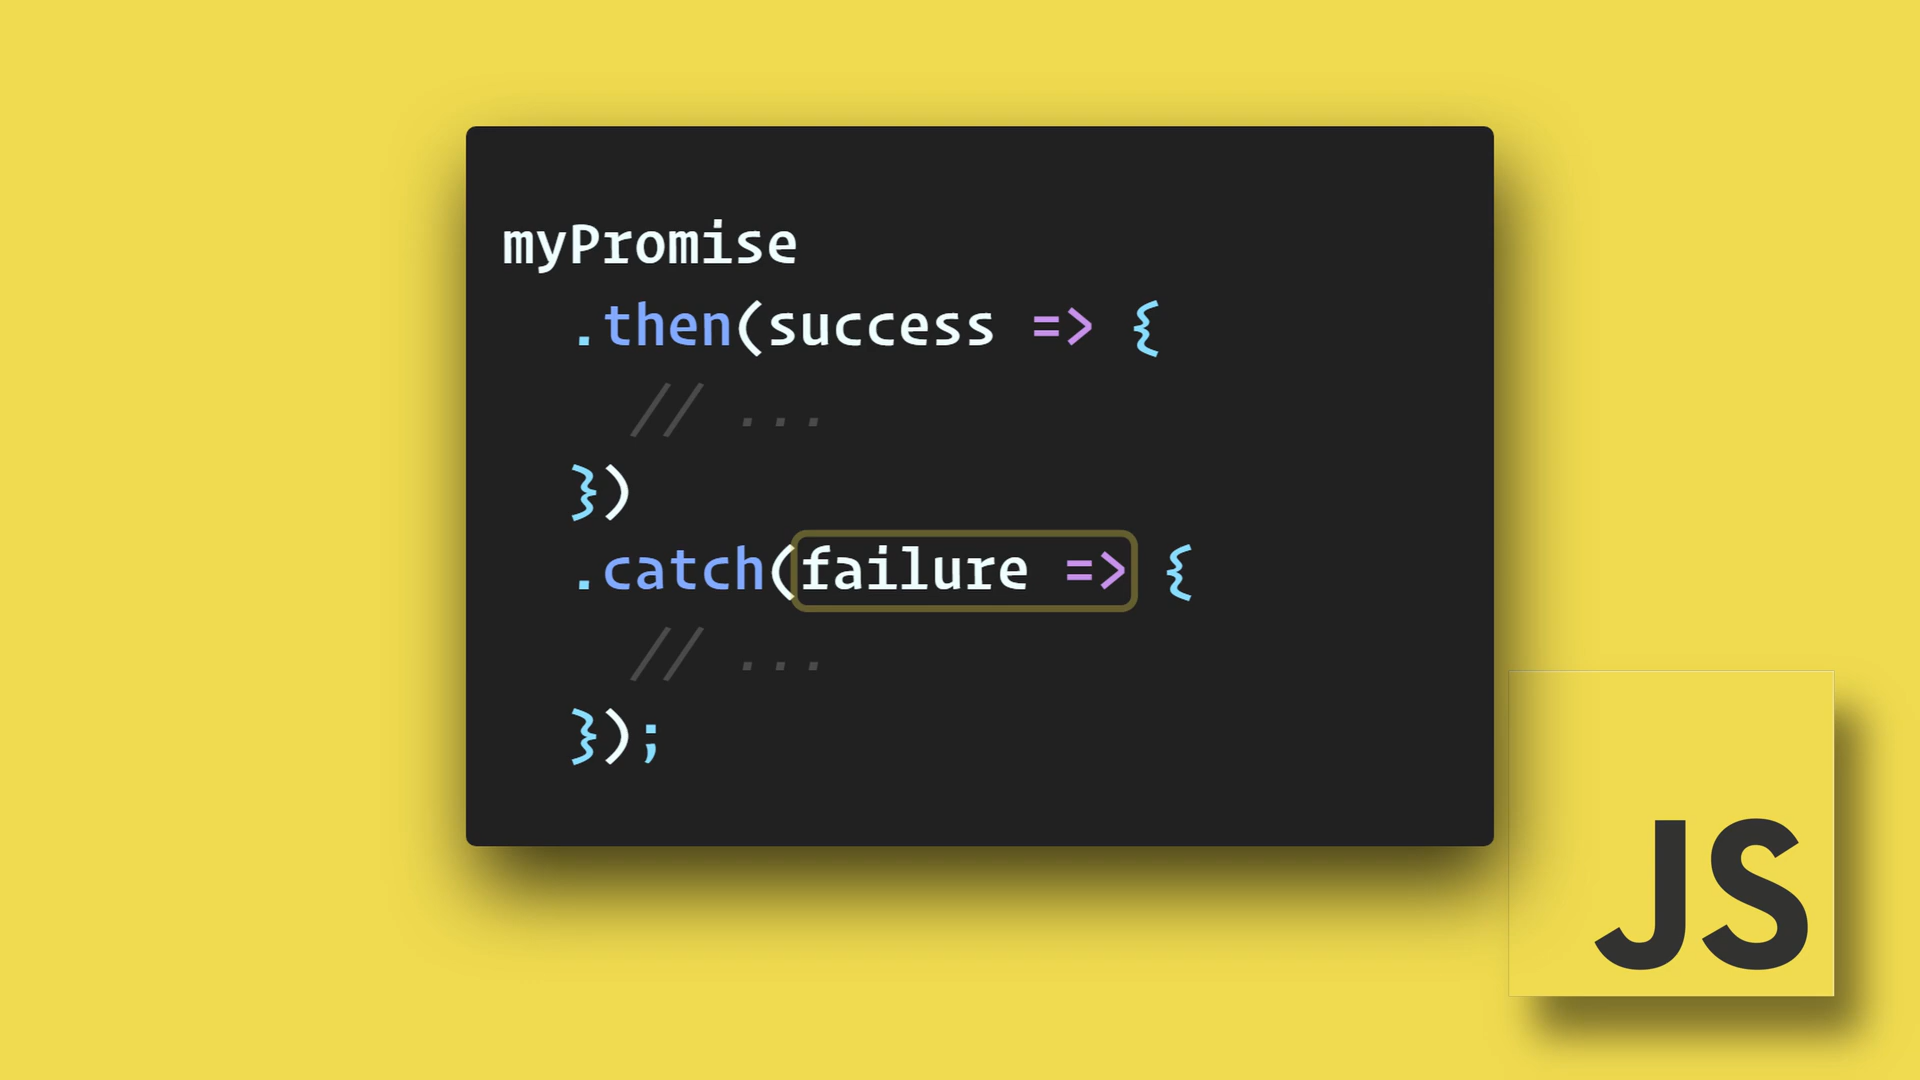 myPromise
.then(success => {
// ...
})
.catch(failure => {
// ...
});
JS